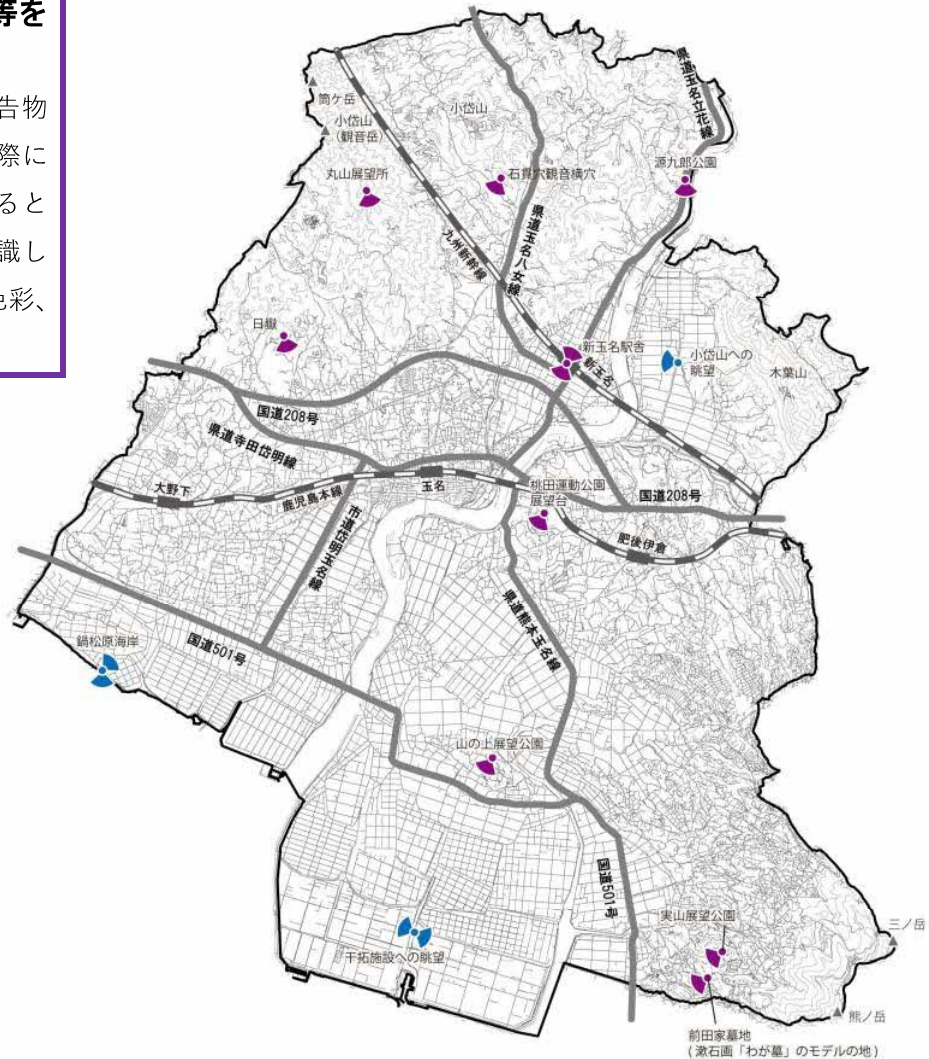 等を
告物
際に
ると
識し
色彩、
県道玉名立花線
筒ケ岳
小岱山
小岱山
(観音岳)
源九郎公園
丸山展望所
石貫穴観音横穴
県道玉名八女線
九州新幹線
日嶽
新玉名駅舎
新玉名
小岱山への
眺望
木葉山
国道208号
県道寺田岱明線
大野下
鹿児島本線
玉名
桃田運動公園
展望台
国道208号
市道岱明玉名線
肥後伊倉
県道熊本玉名線
鍋松原海岸
国道501号
山の上展望公園
国道501号
実山展望公園
三ノ岳
干拓施設への眺望
熊ノ岳
前田家墓地
(漱石画「わが墓」のモデルの地)